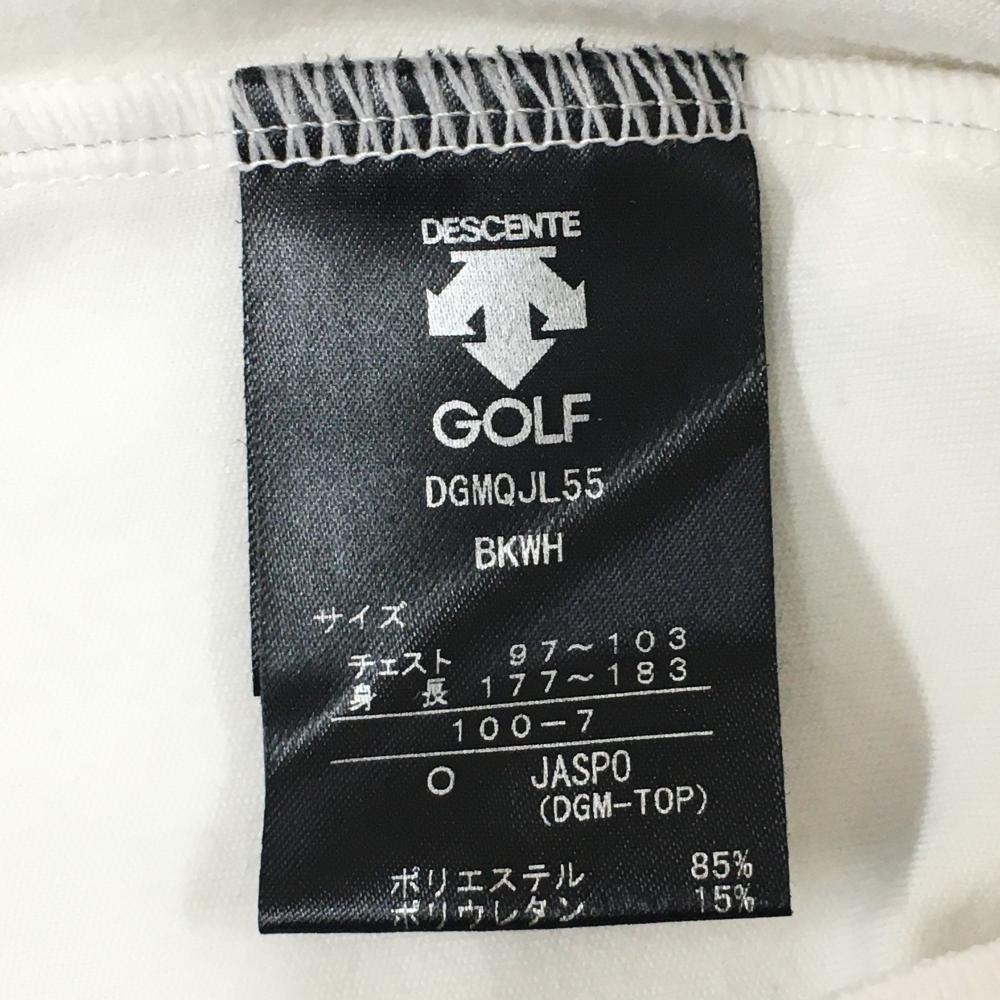 DESCENTE
GOLF
DGMQJL55
BKWH
サイズ
チェスト 97～103
身長 177～183
100－7
O JASPO
(DGM-TOP)
ポリエステル 85%
ポリウレタン 15%